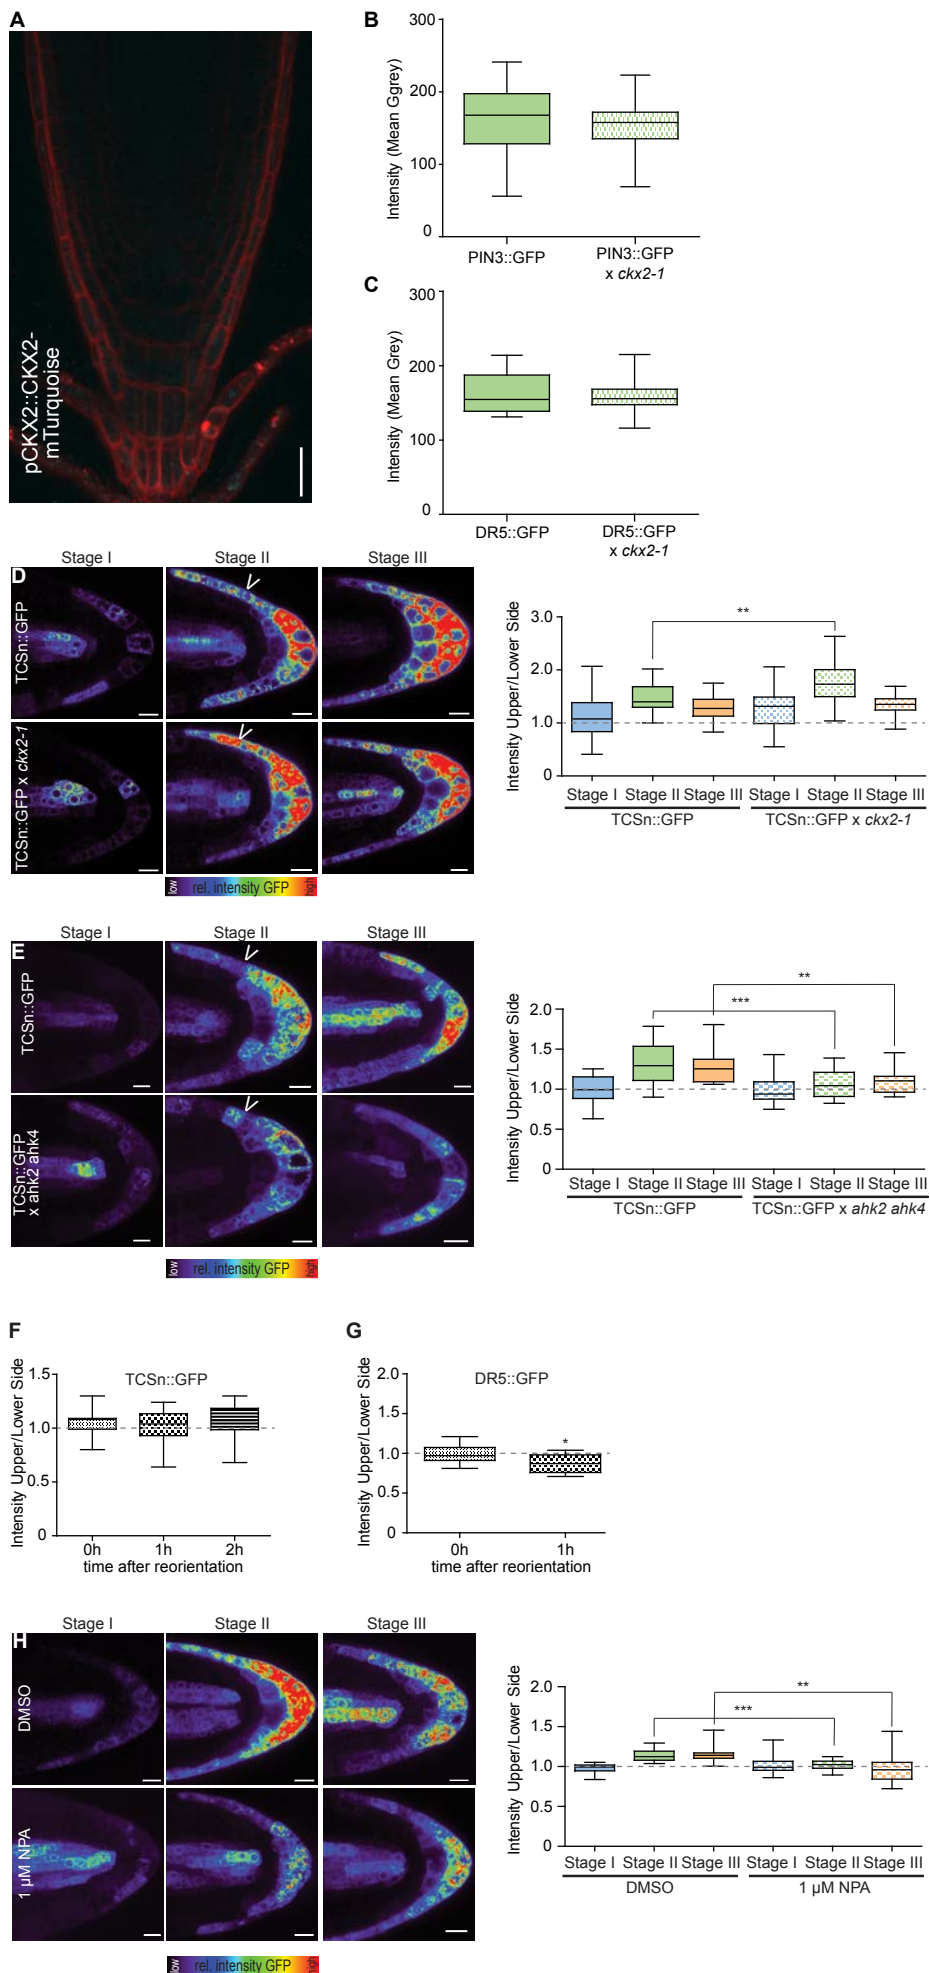 A
pCKX2::CKX2-
mTurquoise
B
Intensity (Mean Ggrey)
300
200
100
0
PIN3::GFP
PIN3::GFP
x ckx2-1
C
Intensity (Mean Grey)
300
200
100
0
DR5::GFP
DR5::GFP
x ckx2-1
D
Stage I
Stage II
Stage III
TCSn::GFP
TCSn::GFP x ckx2-1
low rel. intensity GFP high
Intensity Upper/Lower Side
3.0
2.0
1.0
0
**
Stage I Stage II Stage III Stage I Stage II Stage III
TCSn::GFP
TCSn::GFP x ckx2-1
E
Stage I
Stage II
Stage III
TCSn::GFP
TCSn::GFP
x ahk2 ahk4
low rel. intensity GFP high
Intensity Upper/Lower Side
2.0
1.5
1.0
0.5
0
**
***
Stage I Stage II Stage III Stage I Stage II Stage III
TCSn::GFP
TCSn::GFP x ahk2 ahk4
F
Intensity Upper/Lower Side
1.5
1.0
0.5
0
TCSn::GFP
0h 1h 2h
time after reorientation
G
Intensity Upper/Lower Side
2.0
1.5
1.0
0.5
0
DR5::GFP
*
0h 1h
time after reorientation
H
Stage I
Stage II
Stage III
DMSO
1 µM NPA
low rel. intensity GFP high
Intensity Upper/Lower Side
2.0
1.5
1.0
0.5
0
**
***
Stage I Stage II Stage III Stage I Stage II Stage III
DMSO
1 µM NPA